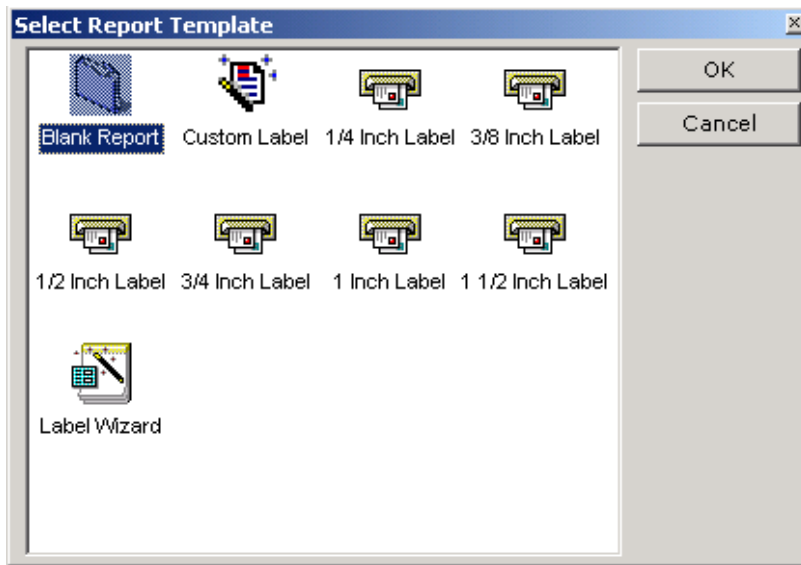 Select Report Template
OK
Cancel
Blank Report Custom Label 1/4 Inch Label 3/8 Inch Label
1/2 Inch Label 3/4 Inch Label 1 Inch Label 1 1/2 Inch Label
Label Wizard